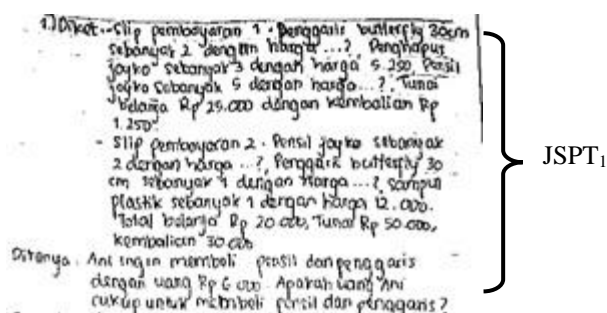 1.) Diket. - Slip pembayaran 1. Penggaris butterfly 30cm
sebanyak 2 dengan harga ...?, Penghapus
joyko sebanyak 3 dengan harga 5.250, Pensil
joyko sebanyak 5 dengan harga ...?, Tunai
belanja Rp 25.000 dengan kembalian Rp
1.250.
- Slip pembayaran 2. Pensil joyko sebanyak
2 dengan harga ...?, Penggaris butterfly 30
cm sebanyak 1 dengan harga ...?, Sampul
plastik sebanyak 1 dengan harga 12.000.
Total belanja Rp 20.000, Tunai Rp 50.000,
kembalian 30.000
Ditanya. Ani ingin membeli pensil dan penggaris
dengan uang Rp 6.000. Apakah uang Ani
cukup untuk membeli pensil dan penggaris?
JSPT₁